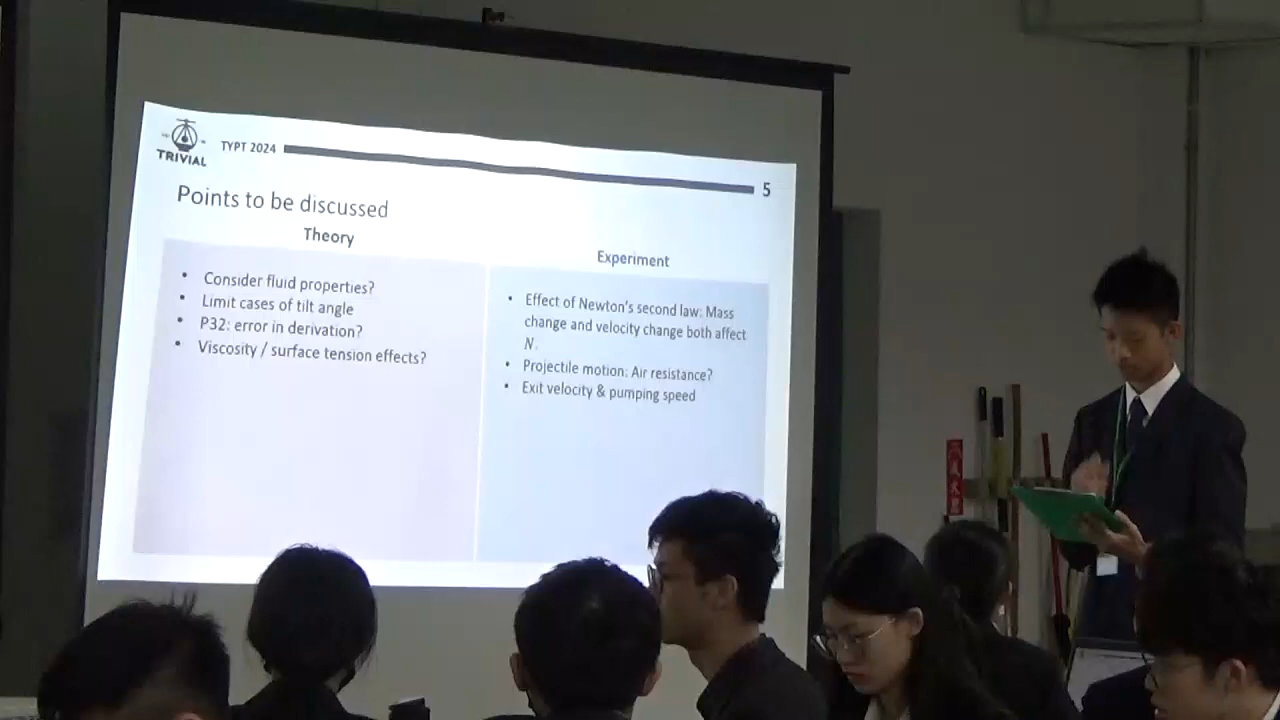 TRIVIAL
TYPT 2024
5
Points to be discussed
Theory
• Consider fluid properties?
• Limit cases of tilt angle
• P32: error in derivation?
• Viscosity / surface tension effects?
Experiment
• Effect of Newton's second law: Mass
change and velocity change both affect
N.
• Projectile motion: Air resistance?
• Exit velocity & pumping speed